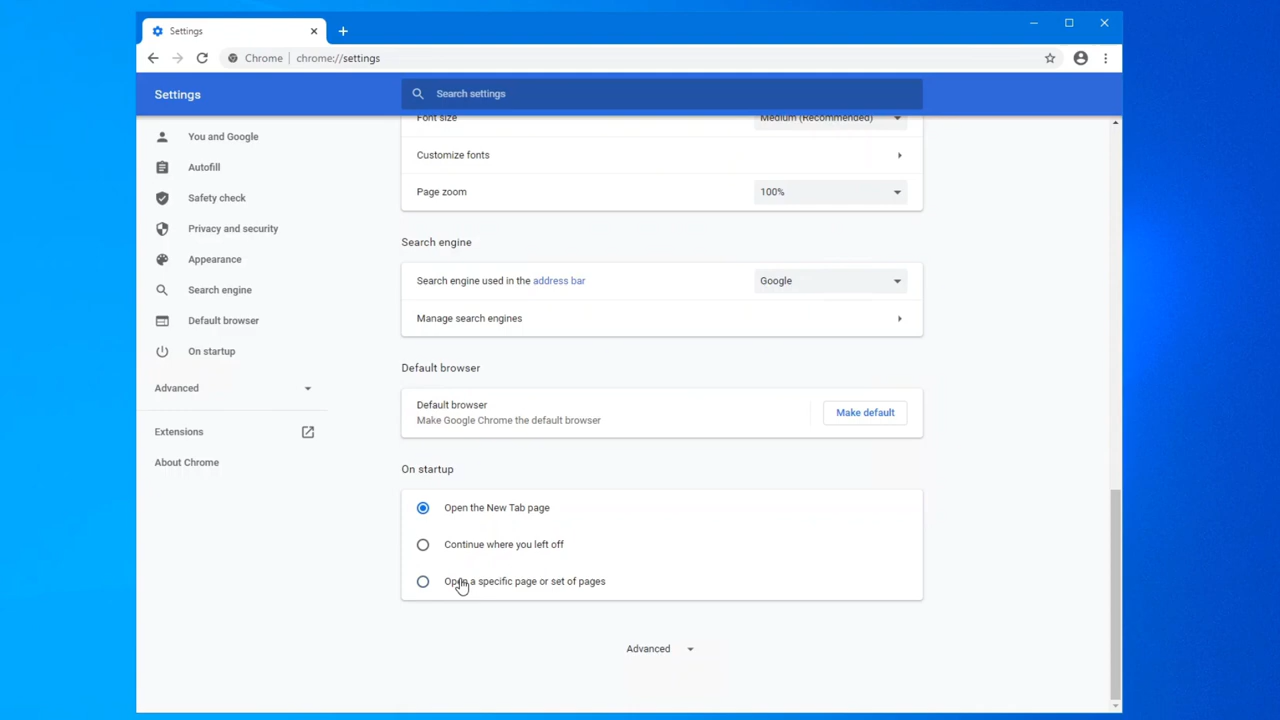 Settings
Chrome chrome://settings
Settings
Search settings
You and Google
Autofill
Safety check
Privacy and security
Appearance
Search engine
Default browser
On startup
Advanced
Extensions
About Chrome
Font size Medium (Recommended)
Customize fonts
Page zoom 100%
Search engine
Search engine used in the address bar Google
Manage search engines
Default browser
Default browser
Make Google Chrome the default browser
Make default
On startup
Open the New Tab page
Continue where you left off
Open a specific page or set of pages
Advanced